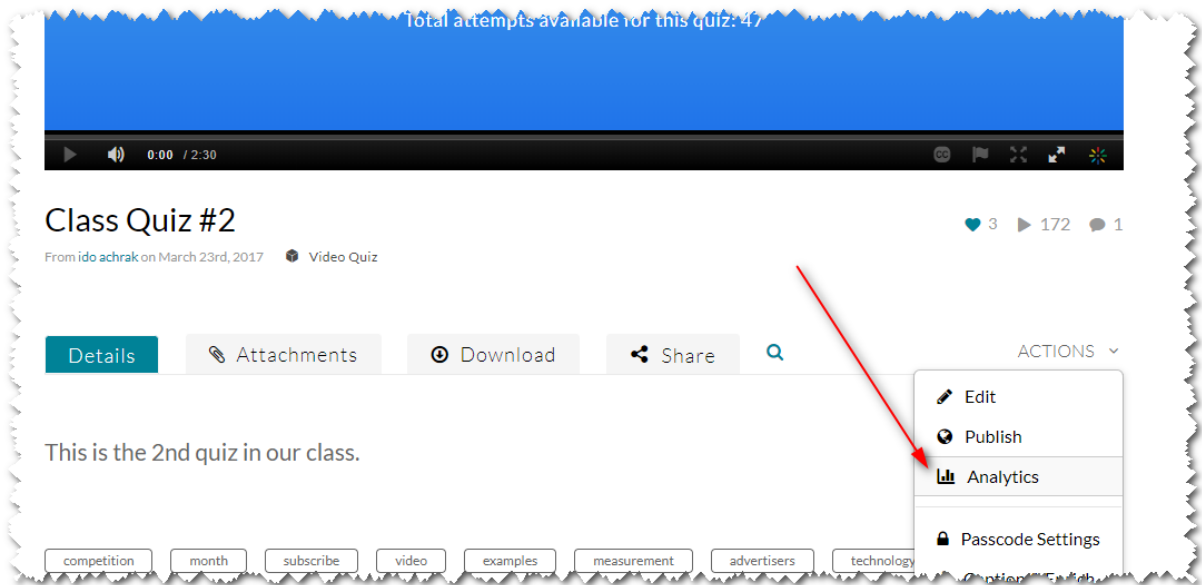 Total attempts available for this quiz: 47
0:00 / 2:30
CC
Class Quiz #2
3 172 1
From ido achrak on March 23rd, 2017 Video Quiz
Details Attachments Download Share ACTIONS
Edit
Publish
Analytics
This is the 2nd quiz in our class.
Passcode Settings
competition month subscribe video examples measurement advertisers technology